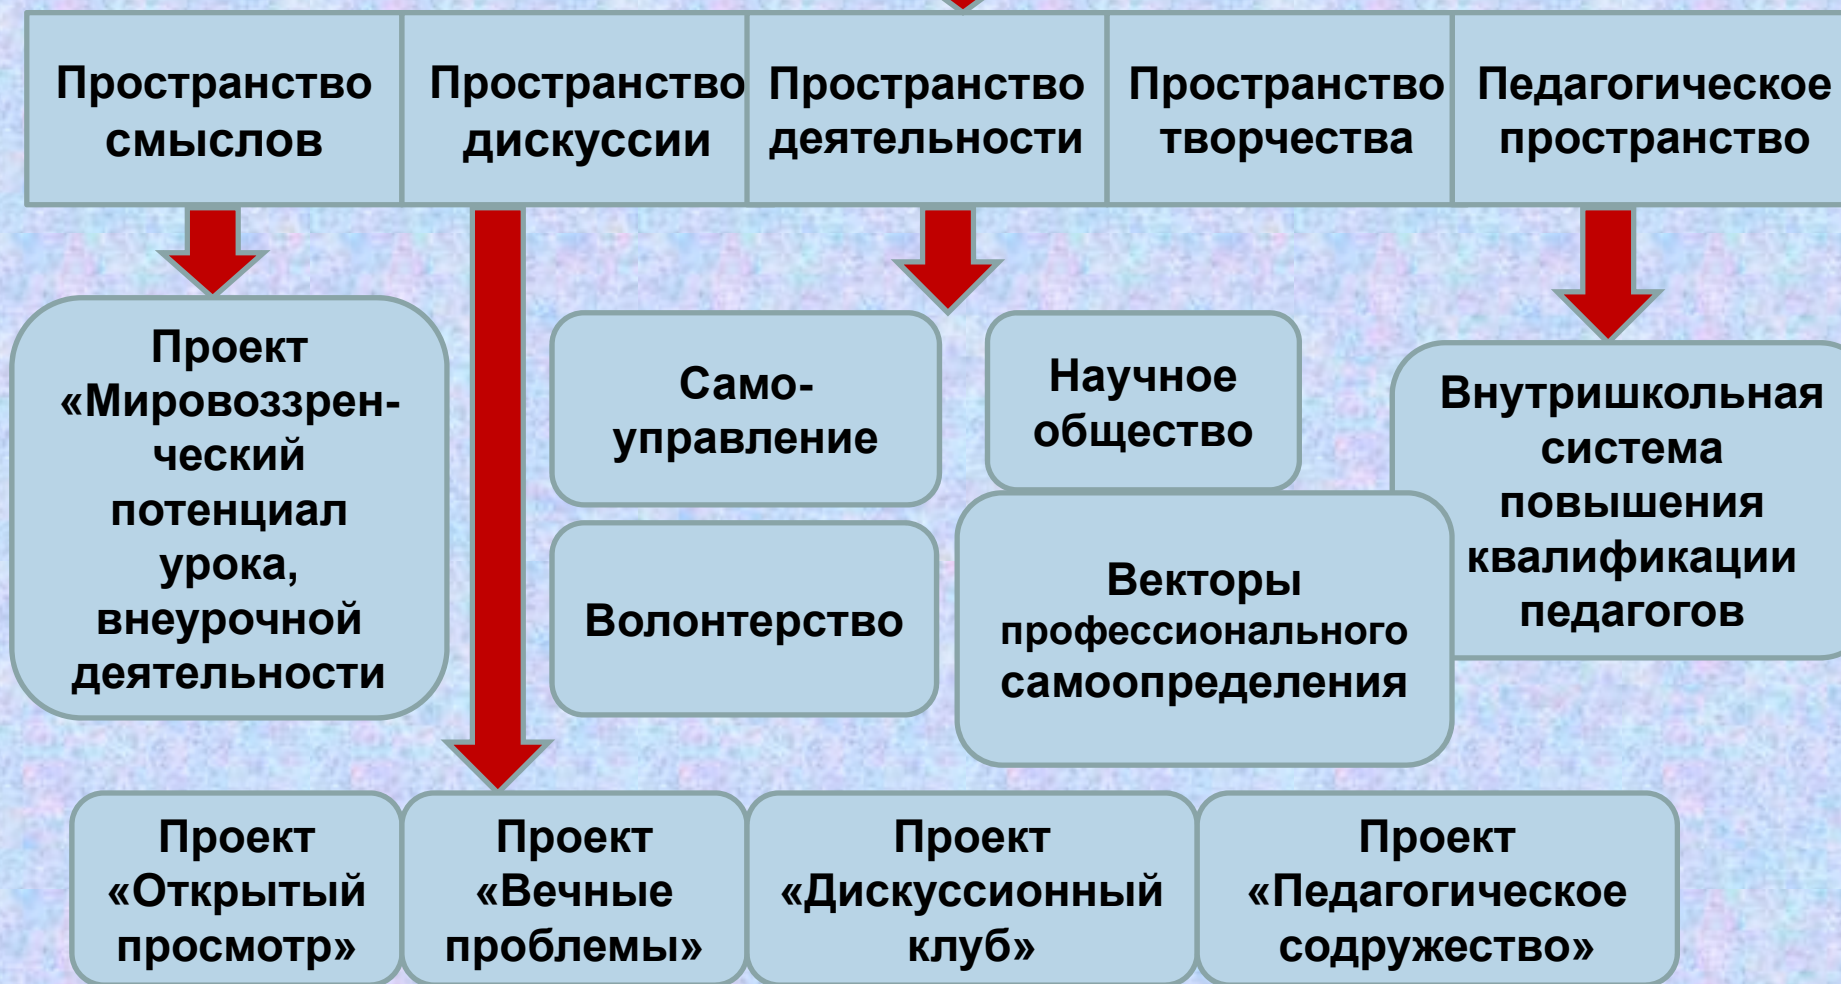 Пространство
смыслов
Пространство
дискуссии
Пространство
деятельности
Пространство
творчества
Педагогическое
пространство
Проект
«Мировоззрен-
ческий
потенциал
урока,
внеурочной
деятельности
Само-
управление
Научное
общество
Внутришкольная
система
повышения
квалификации
педагогов
Волонтерство
Векторы
профессионального
самоопределения
Проект
«Открытый
просмотр»
Проект
«Вечные
проблемы»
Проект
«Дискуссионный
клуб»
Проект
«Педагогическое
содружество»